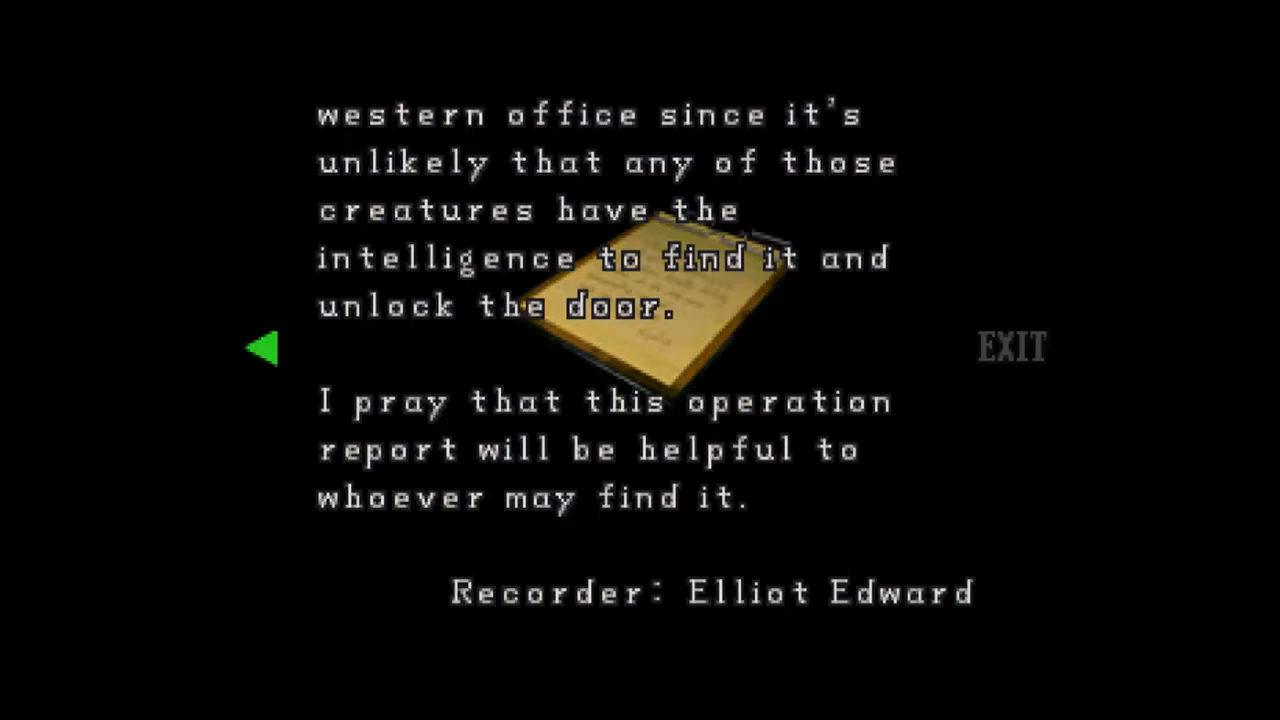 western office since it's
unlikely that any of those
creatures have the
intelligence to find it and
unlock the door.
EXIT
I pray that this operation
report will be helpful to
whoever may find it.
Recorder: Elliot Edward